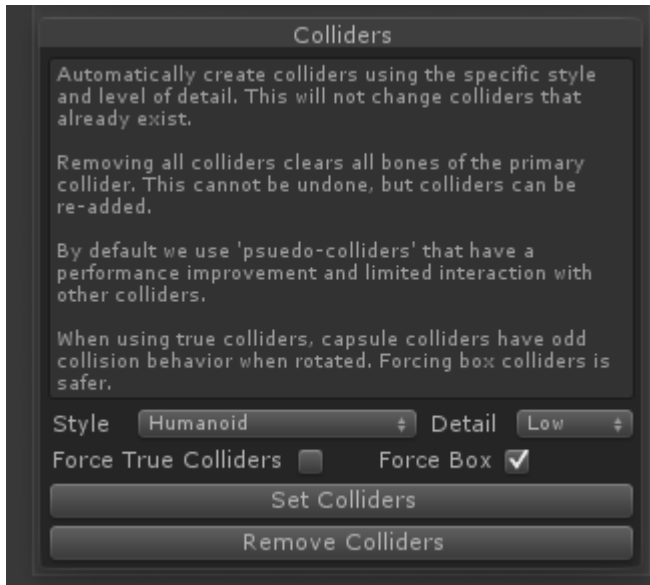 Colliders
Automatically create colliders using the specific style
and level of detail. This will not change colliders that
already exist.
Removing all colliders clears all bones of the primary
collider. This cannot be undone, but colliders can be
re-added.
By default we use 'psuedo-colliders' that have a
performance improvement and limited interaction with
other colliders.
When using true colliders, capsule colliders have odd
collision behavior when rotated. Forcing box colliders is
safer.
Style Humanoid Detail Low
Force True Colliders Force Box
Set Colliders
Remove Colliders